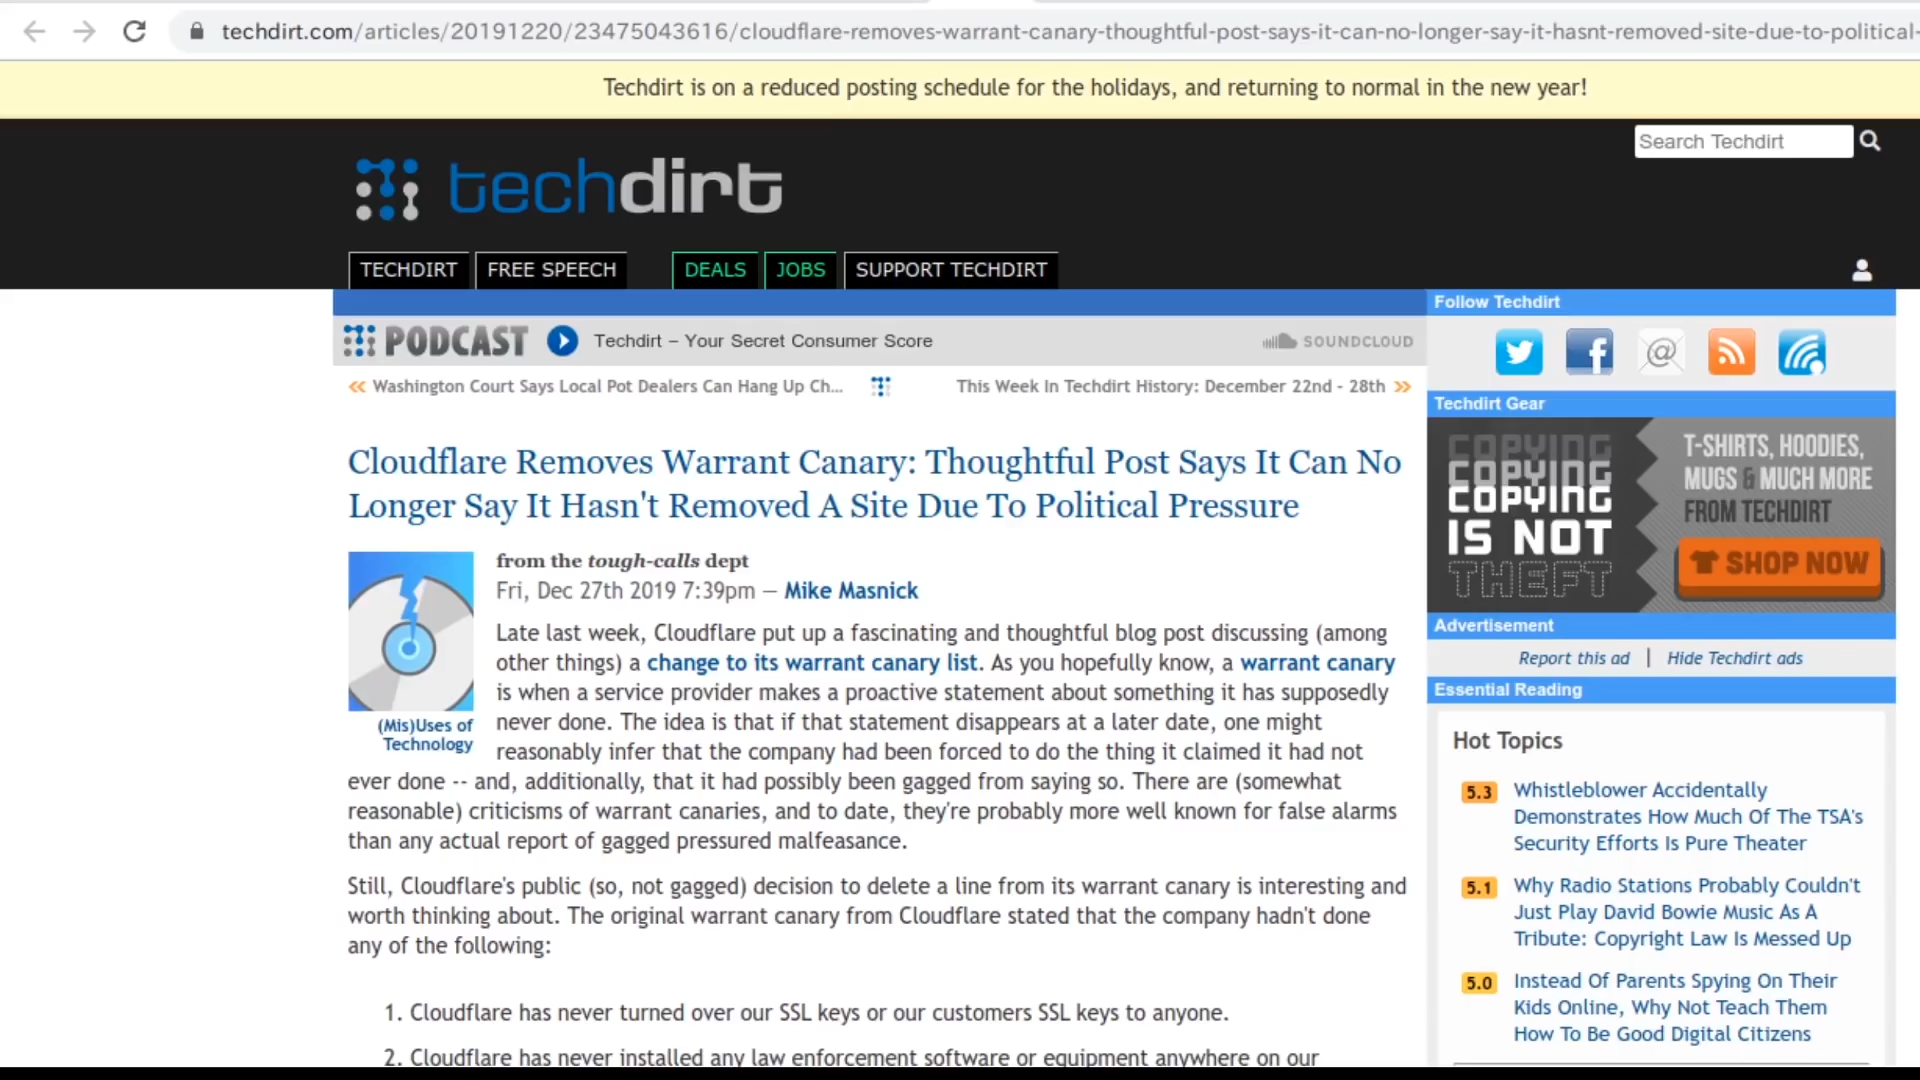 techdirt.com/articles/20191220/23475043616/cloudflare-removes-warrant-canary-thoughtful-post-says-it-can-no-longer-say-it-hasnt-removed-site-due-to-political-
Techdirt is on a reduced posting schedule for the holidays, and returning to normal in the new year!
Search Techdirt
techdirt
TECHDIRT FREE SPEECH DEALS JOBS SUPPORT TECHDIRT
PODCAST Techdirt – Your Secret Consumer Score SOUNDCLOUD
« Washington Court Says Local Pot Dealers Can Hang Up Ch... This Week In Techdirt History: December 22nd - 28th »
Cloudflare Removes Warrant Canary: Thoughtful Post Says It Can No
Longer Say It Hasn't Removed A Site Due To Political Pressure
from the tough-calls dept
Fri, Dec 27th 2019 7:39pm — Mike Masnick
(Mis)Uses of
Technology
Late last week, Cloudflare put up a fascinating and thoughtful blog post discussing (among
other things) a change to its warrant canary list. As you hopefully know, a warrant canary
is when a service provider makes a proactive statement about something it has supposedly
never done. The idea is that if that statement disappears at a later date, one might
reasonably infer that the company had been forced to do the thing it claimed it had not
ever done -- and, additionally, that it had possibly been gagged from saying so. There are (somewhat
reasonable) criticisms of warrant canaries, and to date, they're probably more well known for false alarms
than any actual report of gagged pressured malfeasance.
Still, Cloudflare's public (so, not gagged) decision to delete a line from its warrant canary is interesting and
worth thinking about. The original warrant canary from Cloudflare stated that the company hadn't done
any of the following:
1. Cloudflare has never turned over our SSL keys or our customers SSL keys to anyone.
2. Cloudflare has never installed any law enforcement software or equipment anywhere on our
Follow Techdirt
Techdirt Gear
COPYING
COPYING
COPYING
IS NOT
THEFT
T-SHIRTS, HOODIES,
MUGS & MUCH MORE
FROM TECHDIRT
SHOP NOW
Advertisement
Report this ad | Hide Techdirt ads
Essential Reading
Hot Topics
5.3 Whistleblower Accidentally
Demonstrates How Much Of The TSA's
Security Efforts Is Pure Theater
5.1 Why Radio Stations Probably Couldn't
Just Play David Bowie Music As A
Tribute: Copyright Law Is Messed Up
5.0 Instead Of Parents Spying On Their
Kids Online, Why Not Teach Them
How To Be Good Digital Citizens